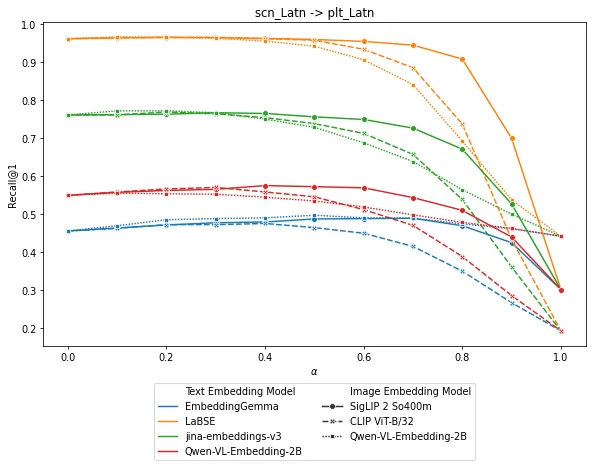 scn_Latn -> plt_Latn
1.0
0.9
0.8
0.7
0.6
0.5
0.4
0.3
0.2
Recall@1
0.0 0.2 0.4 0.6 0.8 1.0
α
Text Embedding Model Image Embedding Model
EmbeddingGemma SigLIP 2 So400m
LaBSE CLIP ViT-B/32
jina-embeddings-v3 Qwen-VL-Embedding-2B
Qwen-VL-Embedding-2B